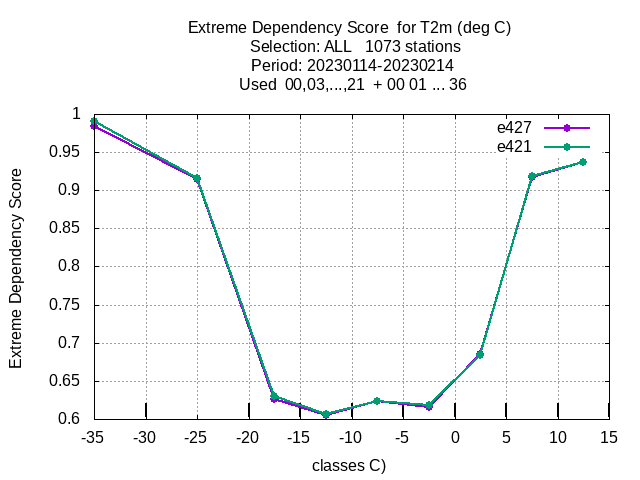 Extreme Dependency Score  for T2m (deg C)
Selection: ALL   1073 stations
Period: 20230114-20230214
Used  00,03,...,21  + 00 01 ... 36
e427
e421
Extreme Dependency Score
1
0.95
0.9
0.85
0.8
0.75
0.7
0.65
0.6
-35 -30 -25 -20 -15 -10 -5 0 5 10 15
classes C)